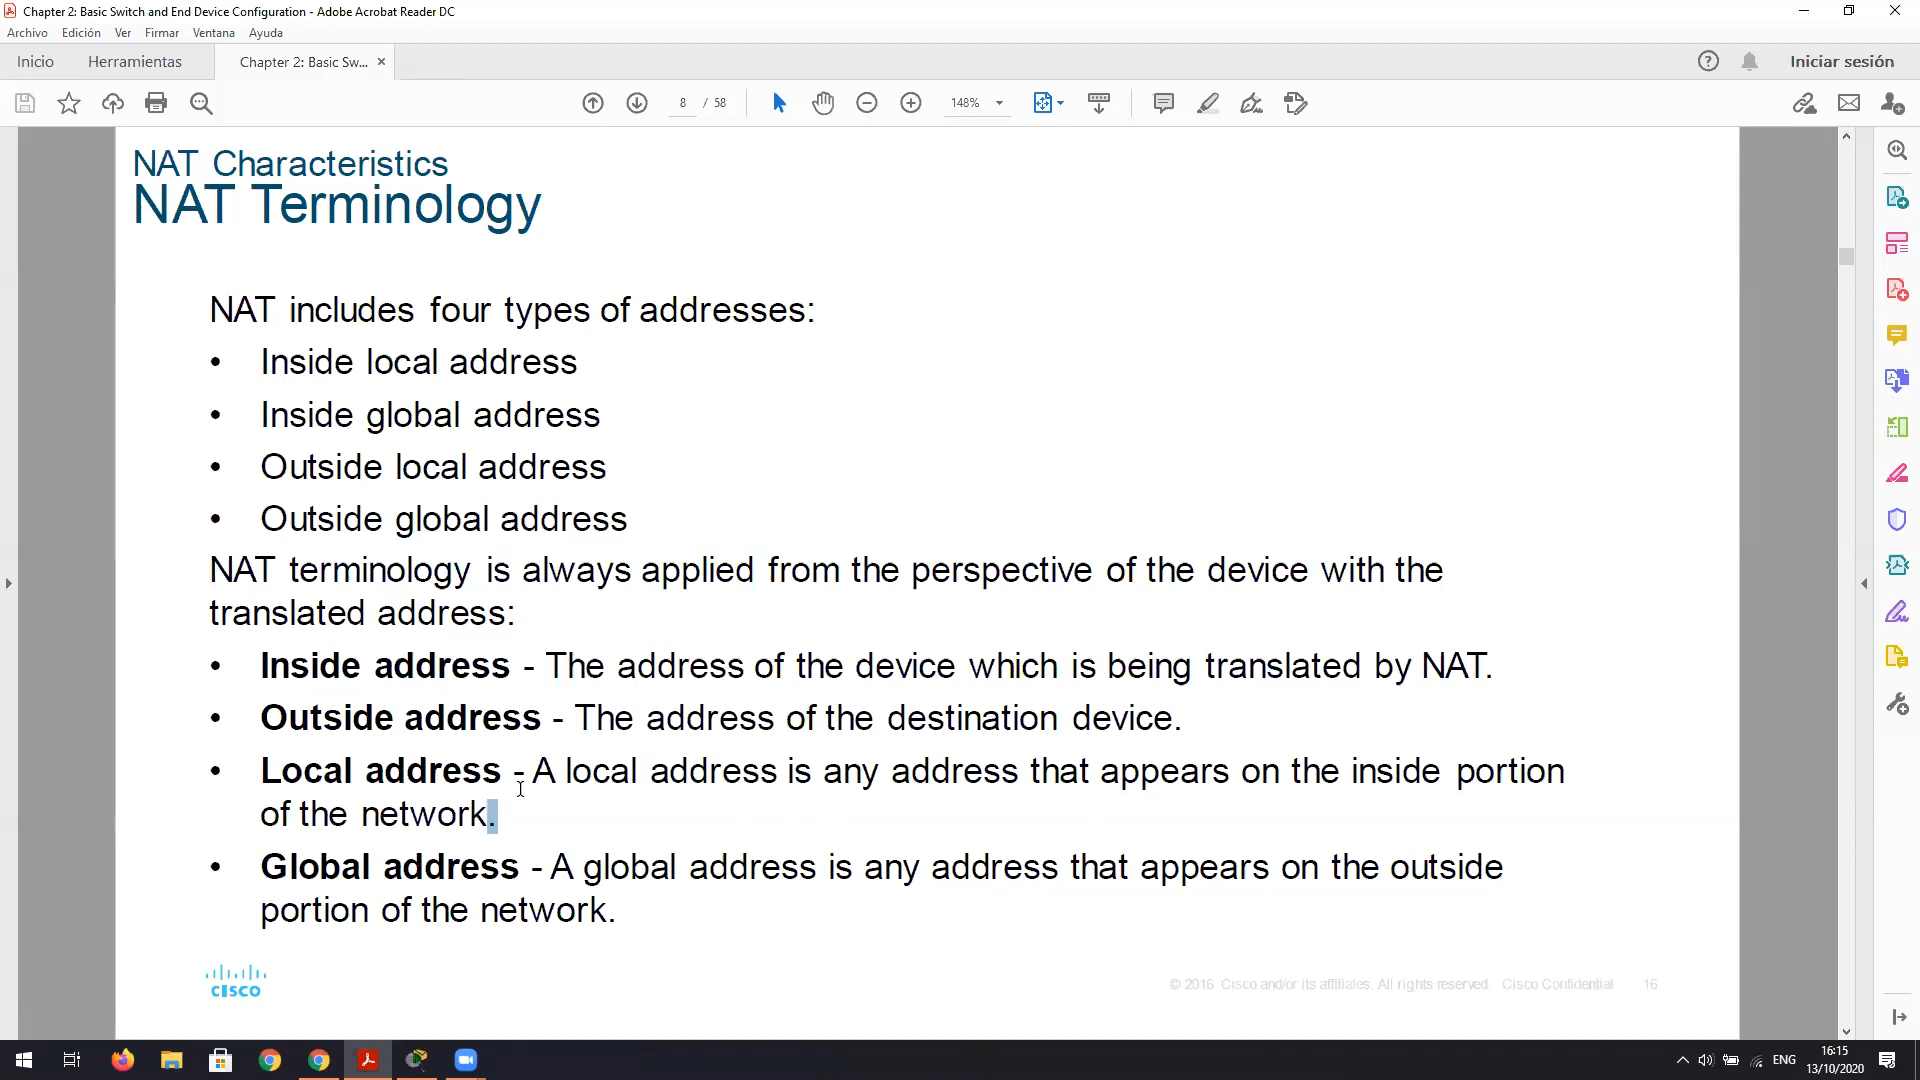 Chapter 2: Basic Switch and End Device Configuration - Adobe Acrobat Reader DC
Archivo Edición Ver Firmar Ventana Ayuda
Inicio Herramientas Chapter 2: Basic Sw... × Iniciar sesión
8 / 58 148%
NAT Characteristics
NAT Terminology
NAT includes four types of addresses:
• Inside local address
• Inside global address
• Outside local address
• Outside global address
NAT terminology is always applied from the perspective of the device with the
translated address:
• Inside address - The address of the device which is being translated by NAT.
• Outside address - The address of the destination device.
• Local address - A local address is any address that appears on the inside portion
of the network.
• Global address - A global address is any address that appears on the outside
portion of the network.
CISCO
© 2016 Cisco and/or its affiliates. All rights reserved. Cisco Confidential 16
ENG
16:15
13/10/2020